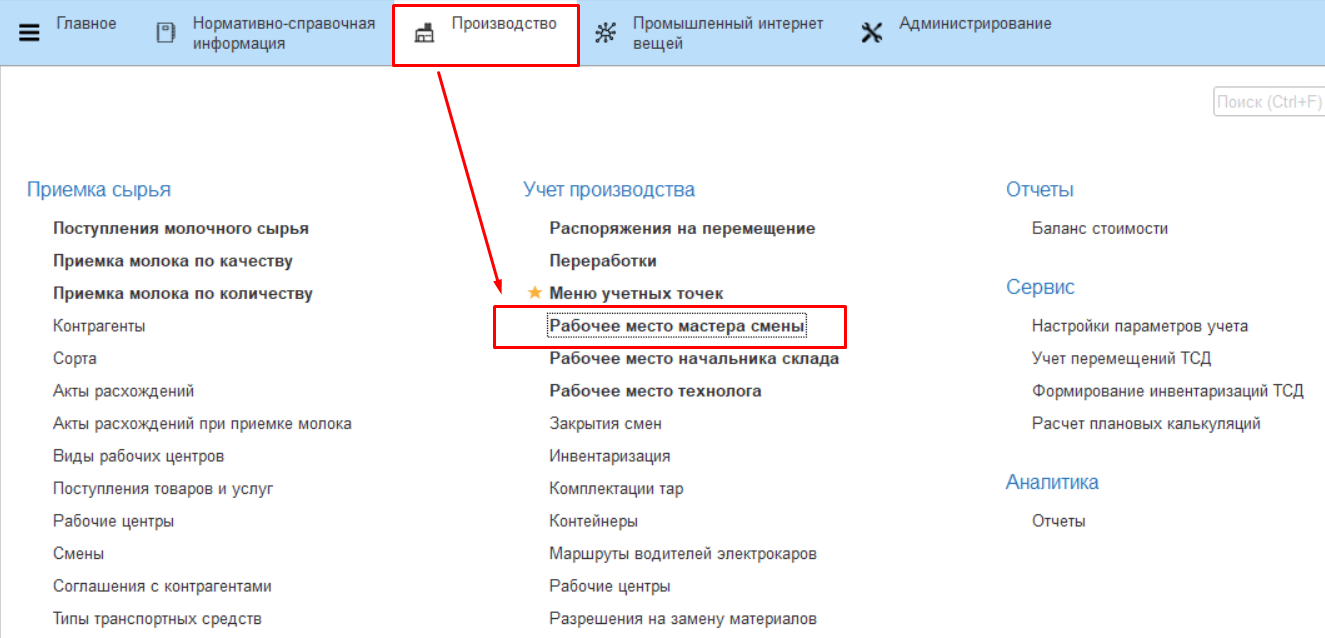 Главное
Нормативно-справочная
информация
Производство
Промышленный интернет
вещей
Администрирование
Поиск (Ctrl+F)
Приемка сырья
Поступления молочного сырья
Приемка молока по качеству
Приемка молока по количеству
Контрагенты
Сорта
Акты расхождений
Акты расхождений при приемке молока
Виды рабочих центров
Поступления товаров и услуг
Рабочие центры
Смены
Соглашения с контрагентами
Типы транспортных средств
Учет производства
Распоряжения на перемещение
Переработки
Меню учетных точек
Рабочее место мастера смены
Рабочее место начальника склада
Рабочее место технолога
Закрытия смен
Инвентаризация
Комплектации тар
Контейнеры
Маршруты водителей электрокаров
Рабочие центры
Разрешения на замену материалов
Отчеты
Баланс стоимости
Сервис
Настройки параметров учета
Учет перемещений ТСД
Формирование инвентаризаций ТСД
Расчет плановых калькуляций
Аналитика
Отчеты